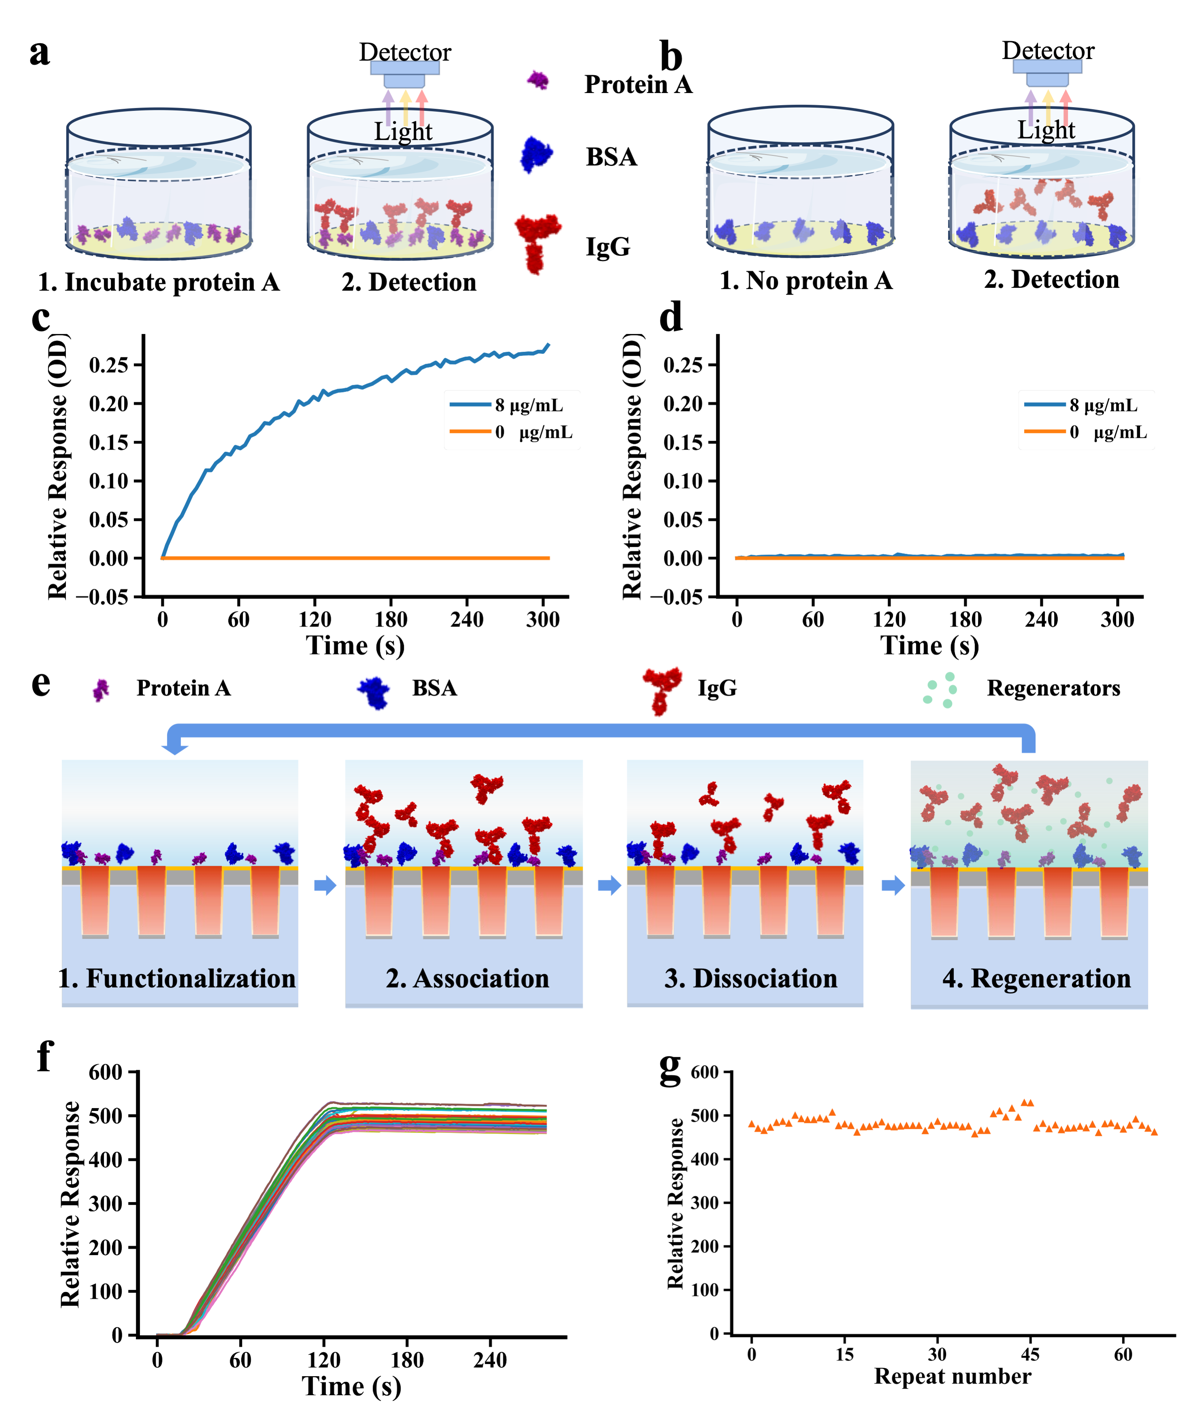 a
Detector
Light
1. Incubate protein A
2. Detection
Protein A
BSA
IgG
b
Detector
Light
1. No protein A
2. Detection
c
Relative Response (OD)
0.25
0.20
0.15
0.10
0.05
0.00
−0.05
8 μg/mL
0 μg/mL
0 60 120 180 240 300
Time (s)
d
Relative Response (OD)
0.25
0.20
0.15
0.10
0.05
0.00
−0.05
8 μg/mL
0 μg/mL
0 60 120 180 240 300
Time (s)
e
Protein A
BSA
IgG
Regenerators
1. Functionalization
2. Association
3. Dissociation
4. Regeneration
f
Relative Response
600
500
400
300
200
100
0
0 60 120 180 240
Time (s)
g
Relative Response
600
500
400
300
200
100
0
0 15 30 45 60
Repeat number